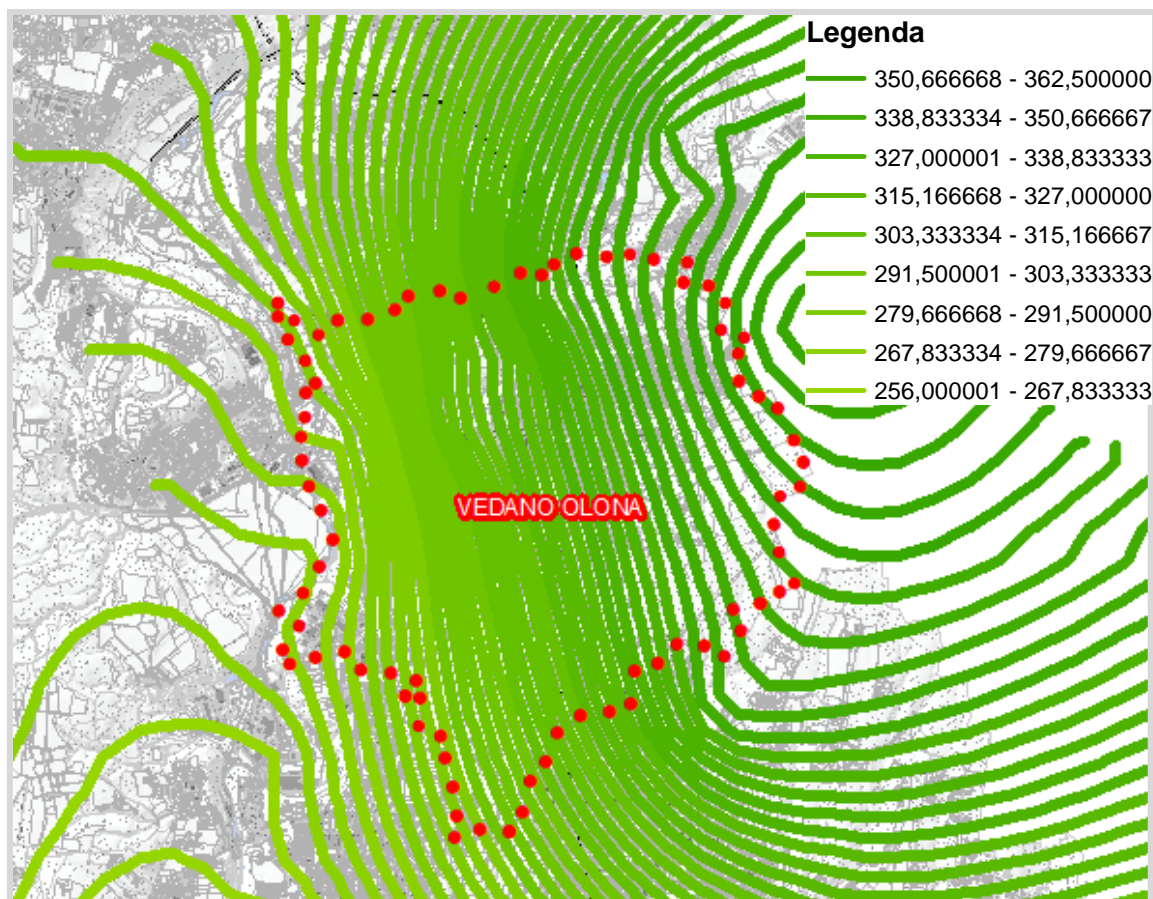 Legenda
350,666668 - 362,500000
338,833334 - 350,666667
327,000001 - 338,833333
315,166668 - 327,000000
303,333334 - 315,166667
291,500001 - 303,333333
279,666668 - 291,500000
267,833334 - 279,666667
256,000001 - 267,833333
VEDANO OLONA